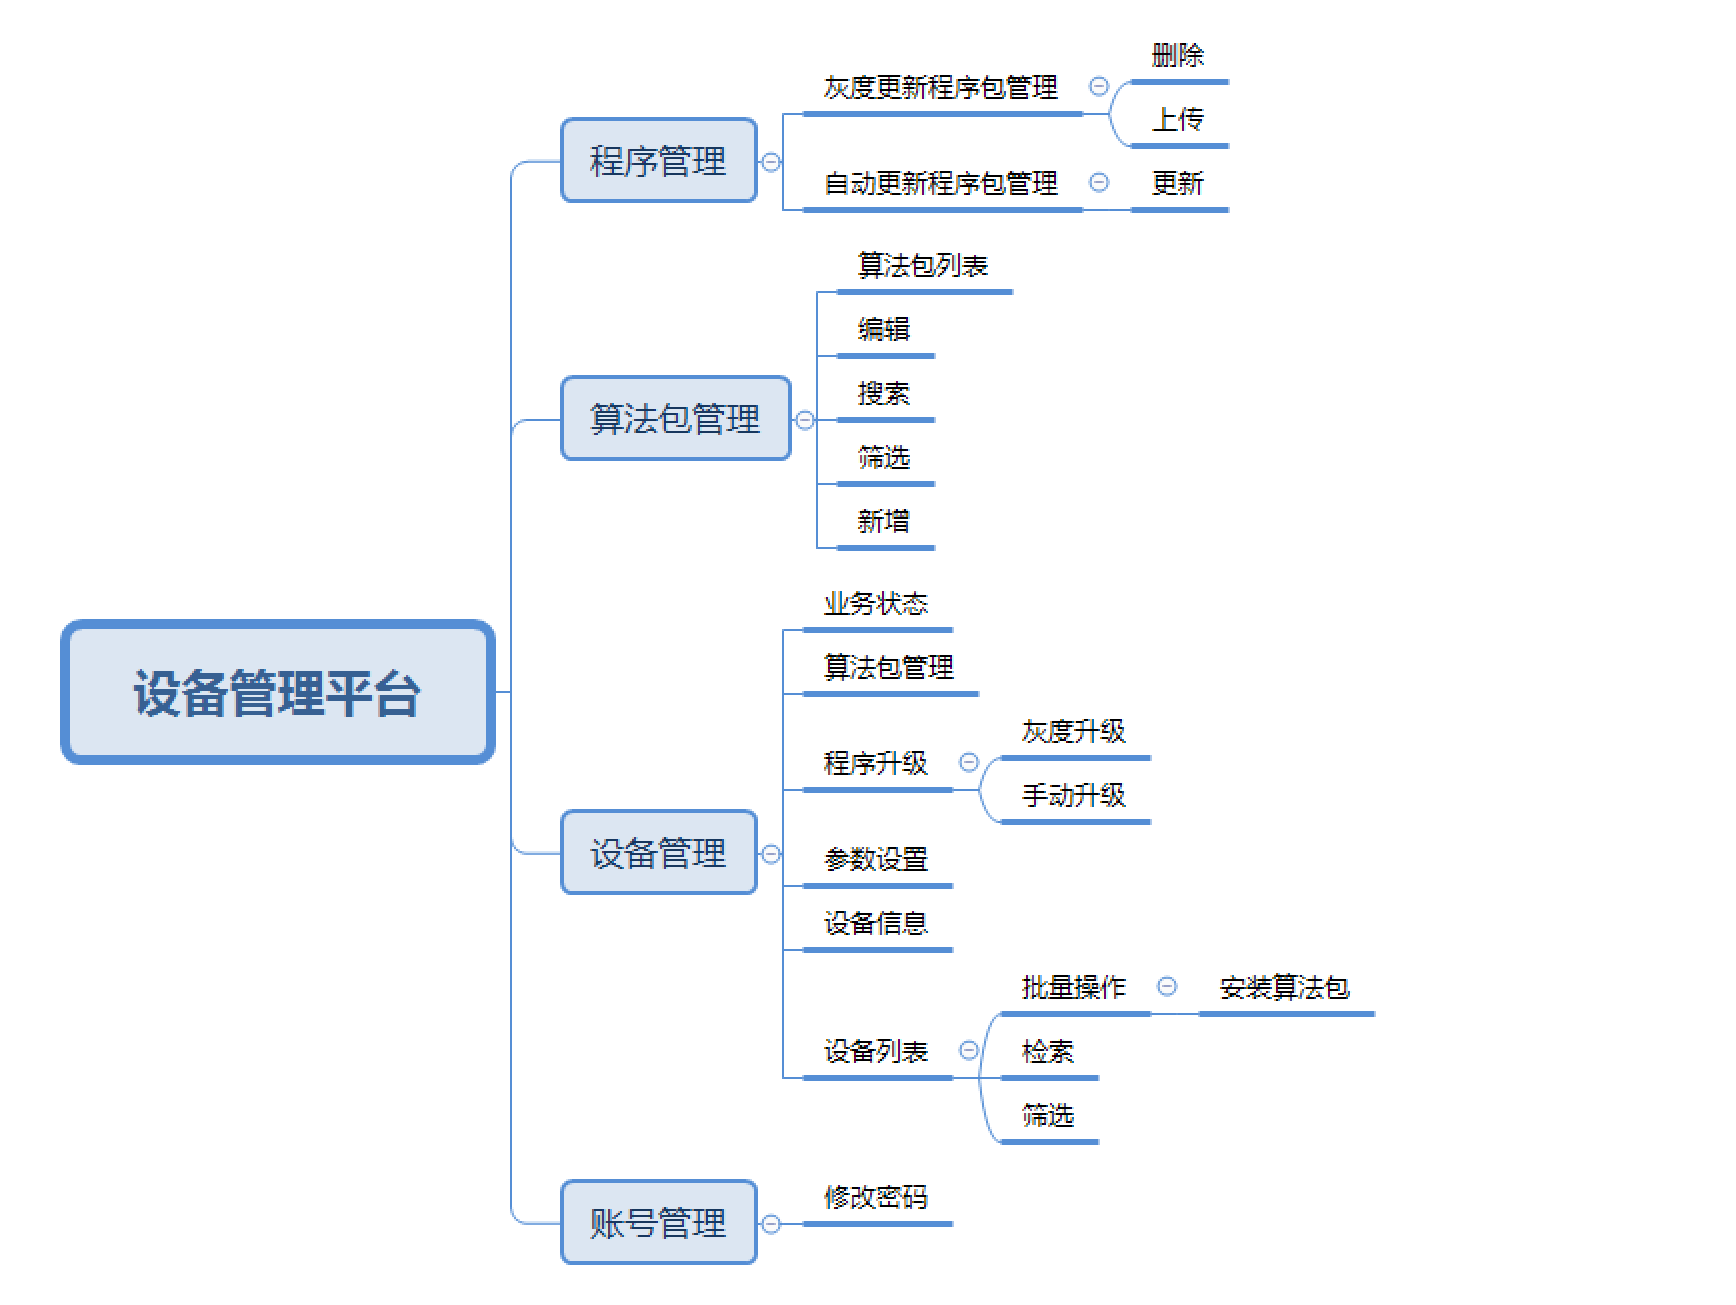 设备管理平台
程序管理
灰度更新程序包管理
删除
上传
自动更新程序包管理
更新
算法包管理
算法包列表
编辑
搜索
筛选
新增
设备管理
业务状态
算法包管理
程序升级
灰度升级
手动升级
参数设置
设备信息
设备列表
批量操作
安装算法包
检索
筛选
账号管理
修改密码